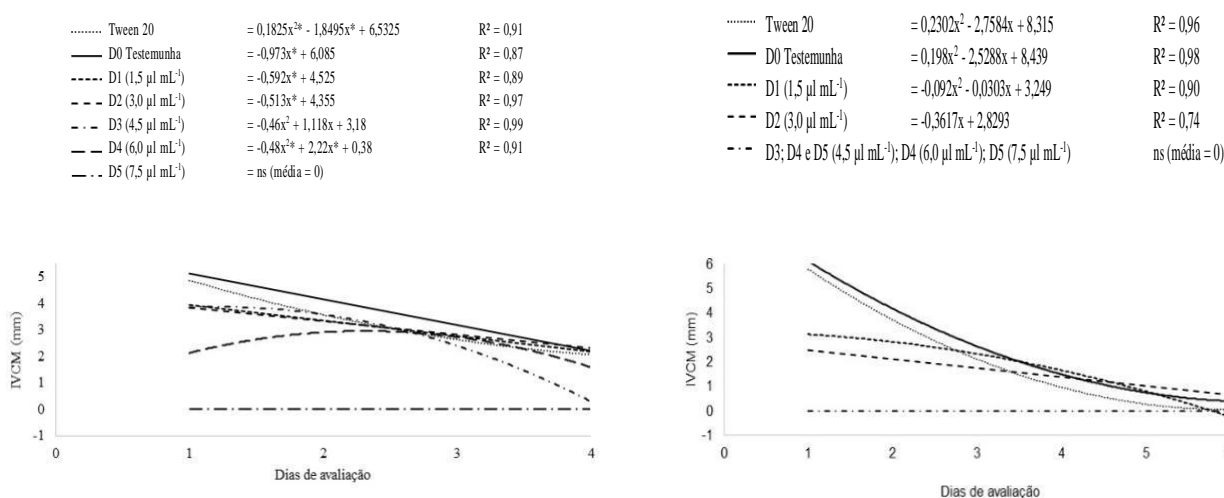 Tween 20 = 0,1825x²* - 1,8495x* + 6,5325 R² = 0,91
D0 Testemunha = -0,973x* + 6,085 R² = 0,87
D1 (1,5 µl mL⁻¹) = -0,592x* + 4,525 R² = 0,89
D2 (3,0 µl mL⁻¹) = -0,513x* + 4,355 R² = 0,97
D3 (4,5 µl mL⁻¹) = -0,46x² + 1,118x + 3,18 R² = 0,99
D4 (6,0 µl mL⁻¹) = -0,48x²* + 2,22x* + 0,38 R² = 0,91
D5 (7,5 µl mL⁻¹) = ns (média = 0)
5
4
3
2
1
0
-1
IVCM (mm)
0 1 2 3 4
Dias de avaliação
Tween 20 = 0,2302x² - 2,7584x + 8,315 R² = 0,96
D0 Testemunha = 0,198x² - 2,5288x + 8,439 R² = 0,98
D1 (1,5 µl mL⁻¹) = -0,092x² - 0,0303x + 3,249 R² = 0,90
D2 (3,0 µl mL⁻¹) = -0,3617x + 2,8293 R² = 0,74
D3; D4 e D5 (4,5 µl mL⁻¹); D4 (6,0 µl mL⁻¹); D5 (7,5 µl mL⁻¹) ns (média = 0)
6
5
4
3
2
1
0
-1
IVCM (mm)
0 1 2 3 4 5
Dias de avaliação